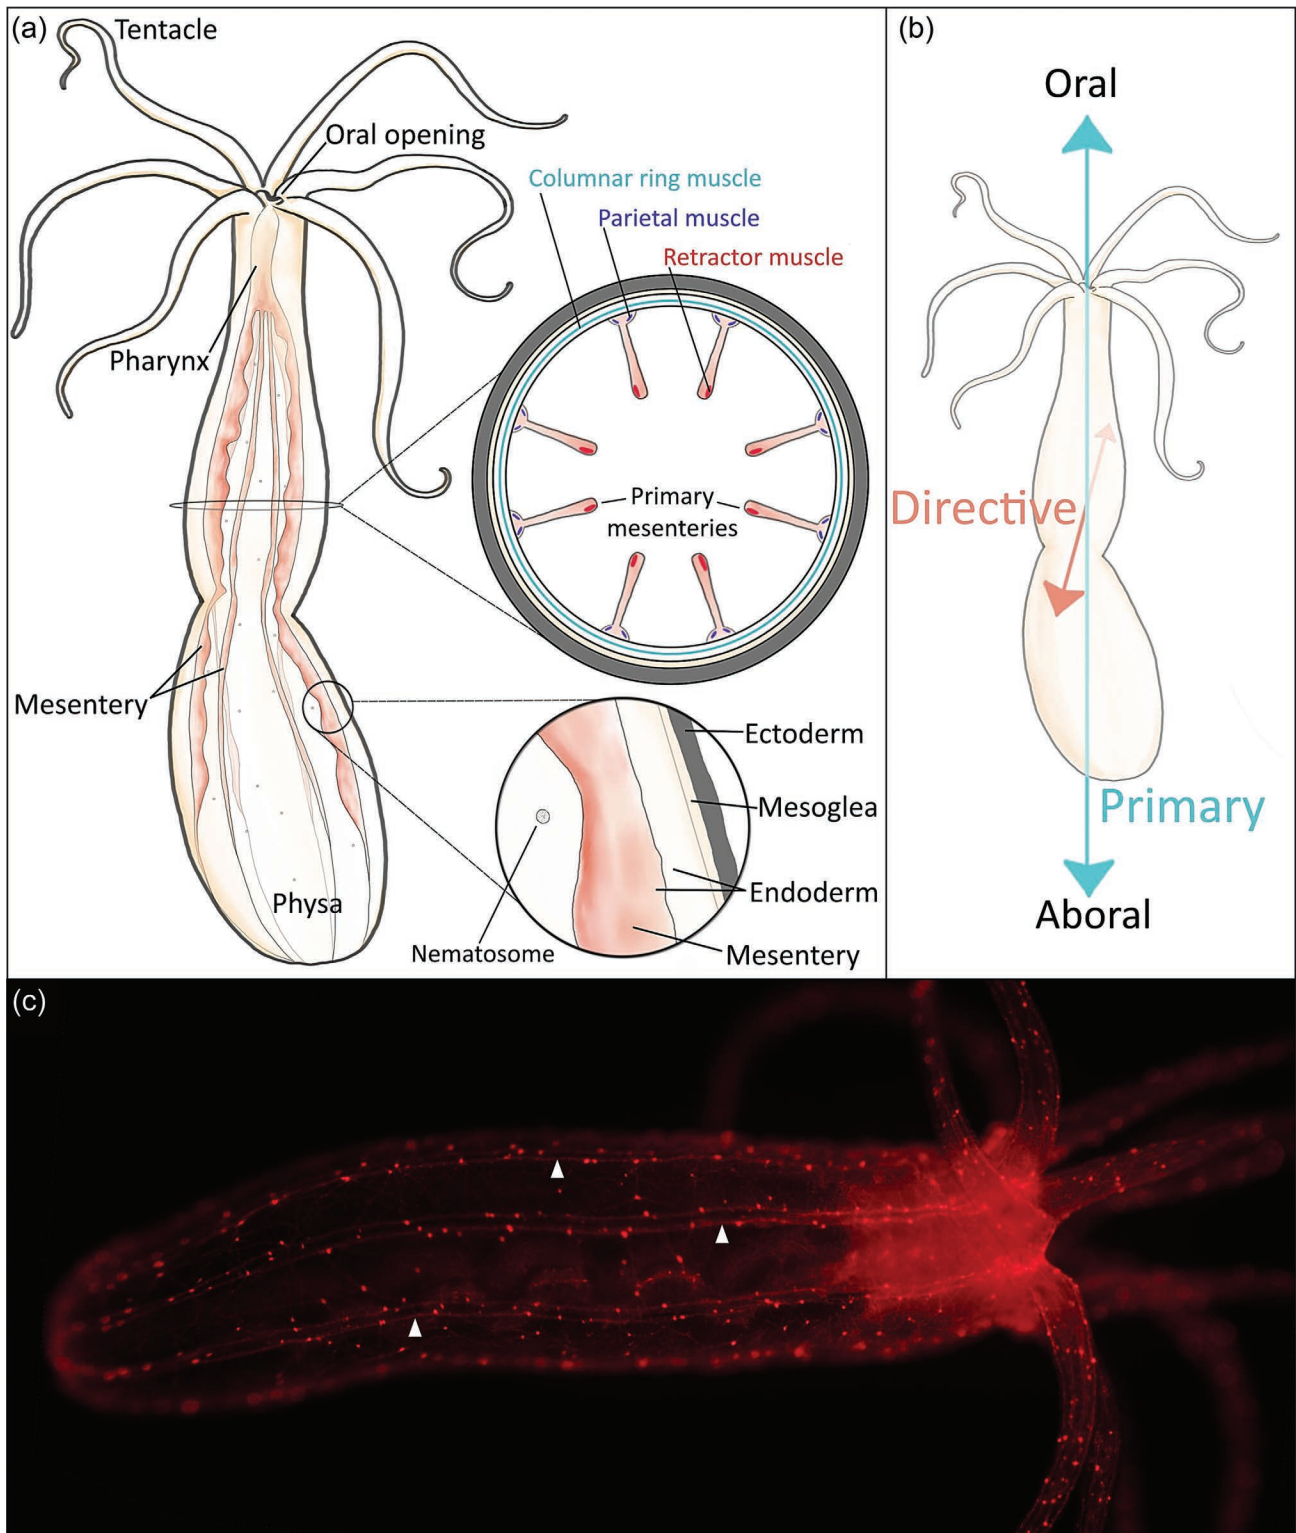 (a)
Tentacle
Oral opening
Columnar ring muscle
Parietal muscle
Retractor muscle
Pharynx
Primary
mesenteries
Mesentery
Ectoderm
Mesoglea
Endoderm
Physa
Nematosome
Mesentery
(b)
Oral
Directive
Primary
Aboral
(c)